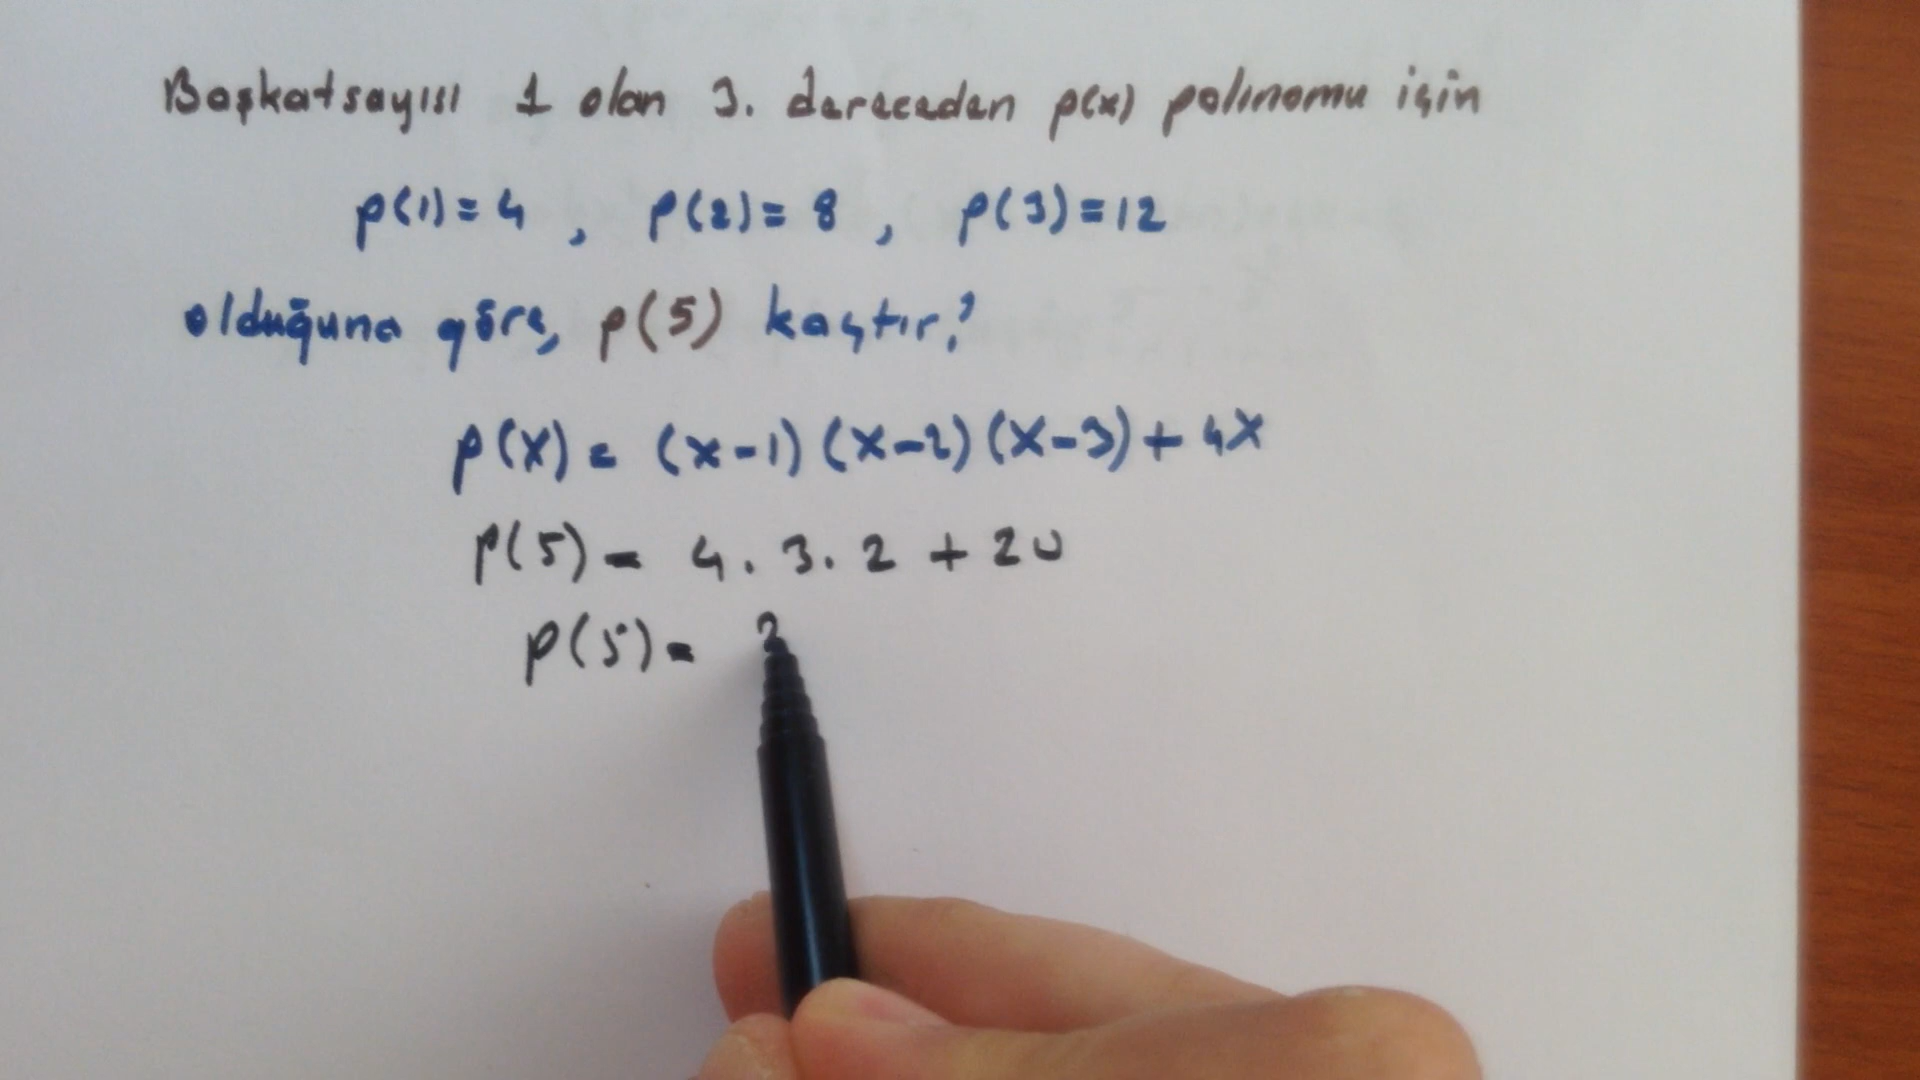 Başkatsayısı 1 olan 3. dereceden p(x) polinomu için
p(1)=4 , p(2)=8 , p(3)=12
olduğuna göre, p(5) kaçtır?
p(x) = (x-1)(x-2)(x-3)+4x
p(5) = 4.3.2+20
p(5) =